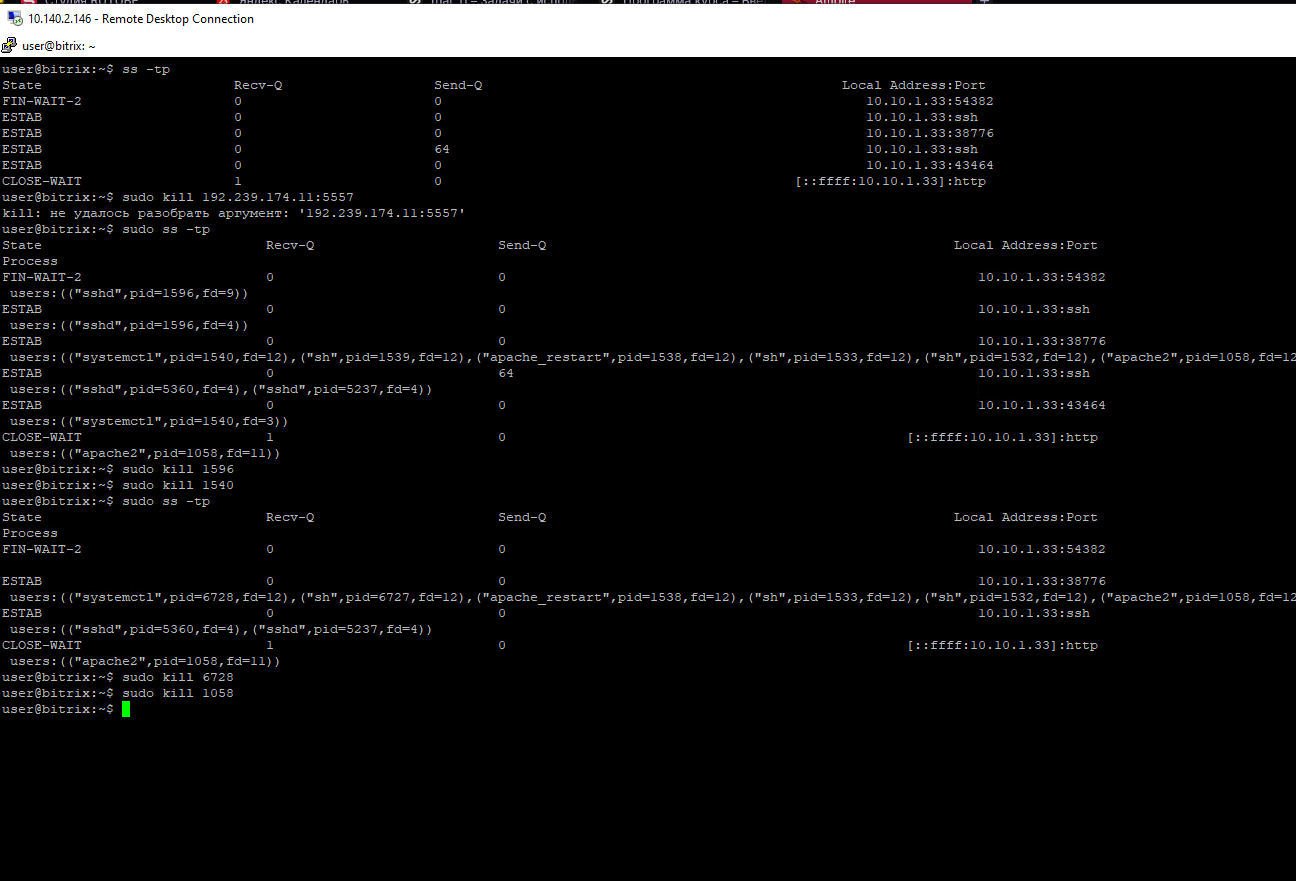 10.140.2.146 - Remote Desktop Connection
user@bitrix: ~
user@bitrix:~$ ss -tp
State Recv-Q Send-Q Local Address:Port
FIN-WAIT-2 0 0 10.10.1.33:54382
ESTAB 0 0 10.10.1.33:ssh
ESTAB 0 0 10.10.1.33:38776
ESTAB 0 64 10.10.1.33:ssh
ESTAB 0 0 10.10.1.33:43464
CLOSE-WAIT 1 0 [::ffff:10.10.1.33]:http
user@bitrix:~$ sudo kill 192.239.174.11:5557
kill: не удалось разобрать аргумент: '192.239.174.11:5557'
user@bitrix:~$ sudo ss -tp
State Recv-Q Send-Q Local Address:Port
Process
FIN-WAIT-2 0 0 10.10.1.33:54382
users:(("sshd",pid=1596,fd=9))
ESTAB 0 0 10.10.1.33:ssh
users:(("sshd",pid=1596,fd=4))
ESTAB 0 0 10.10.1.33:38776
users:(("systemctl",pid=1540,fd=12),("sh",pid=1539,fd=12),("apache_restart",pid=1538,fd=12),("sh",pid=1533,fd=12),("sh",pid=1532,fd=12),("apache2",pid=1058,fd=12
ESTAB 0 64 10.10.1.33:ssh
users:(("sshd",pid=5360,fd=4),("sshd",pid=5237,fd=4))
ESTAB 0 0 10.10.1.33:43464
users:(("systemctl",pid=1540,fd=3))
CLOSE-WAIT 1 0 [::ffff:10.10.1.33]:http
users:(("apache2",pid=1058,fd=11))
user@bitrix:~$ sudo kill 1596
user@bitrix:~$ sudo kill 1540
user@bitrix:~$ sudo ss -tp
State Recv-Q Send-Q Local Address:Port
Process
FIN-WAIT-2 0 0 10.10.1.33:54382
ESTAB 0 0 10.10.1.33:38776
users:(("systemctl",pid=6728,fd=12),("sh",pid=6727,fd=12),("apache_restart",pid=1538,fd=12),("sh",pid=1533,fd=12),("sh",pid=1532,fd=12),("apache2",pid=1058,fd=12
ESTAB 0 0 10.10.1.33:ssh
users:(("sshd",pid=5360,fd=4),("sshd",pid=5237,fd=4))
CLOSE-WAIT 1 0 [::ffff:10.10.1.33]:http
users:(("apache2",pid=1058,fd=11))
user@bitrix:~$ sudo kill 6728
user@bitrix:~$ sudo kill 1058
user@bitrix:~$